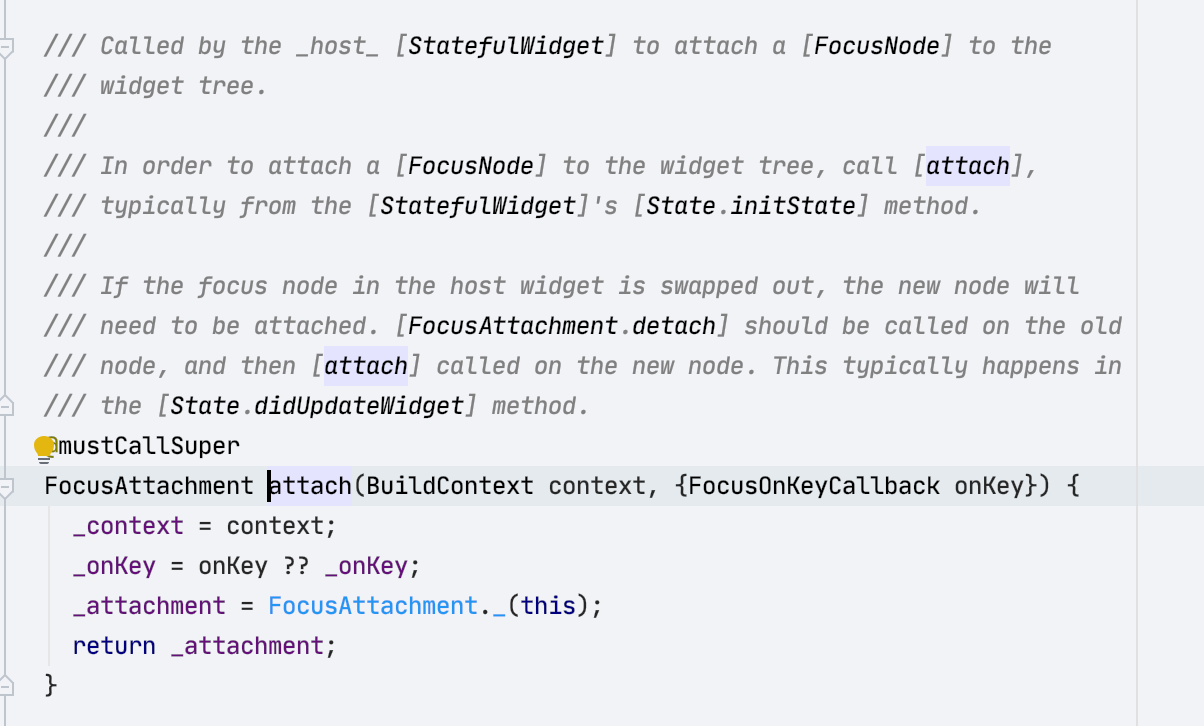 /// Called by the _host_ [StatefulWidget] to attach a [FocusNode] to the
/// widget tree.
///
/// In order to attach a [FocusNode] to the widget tree, call [attach],
/// typically from the [StatefulWidget]'s [State.initState] method.
///
/// If the focus node in the host widget is swapped out, the new node will
/// need to be attached. [FocusAttachment.detach] should be called on the old
/// node, and then [attach] called on the new node. This typically happens in
/// the [State.didUpdateWidget] method.
@mustCallSuper
FocusAttachment attach(BuildContext context, {FocusOnKeyCallback onKey}) {
  _context = context;
  _onKey = onKey ?? _onKey;
  _attachment = FocusAttachment._(this);
  return _attachment;
}